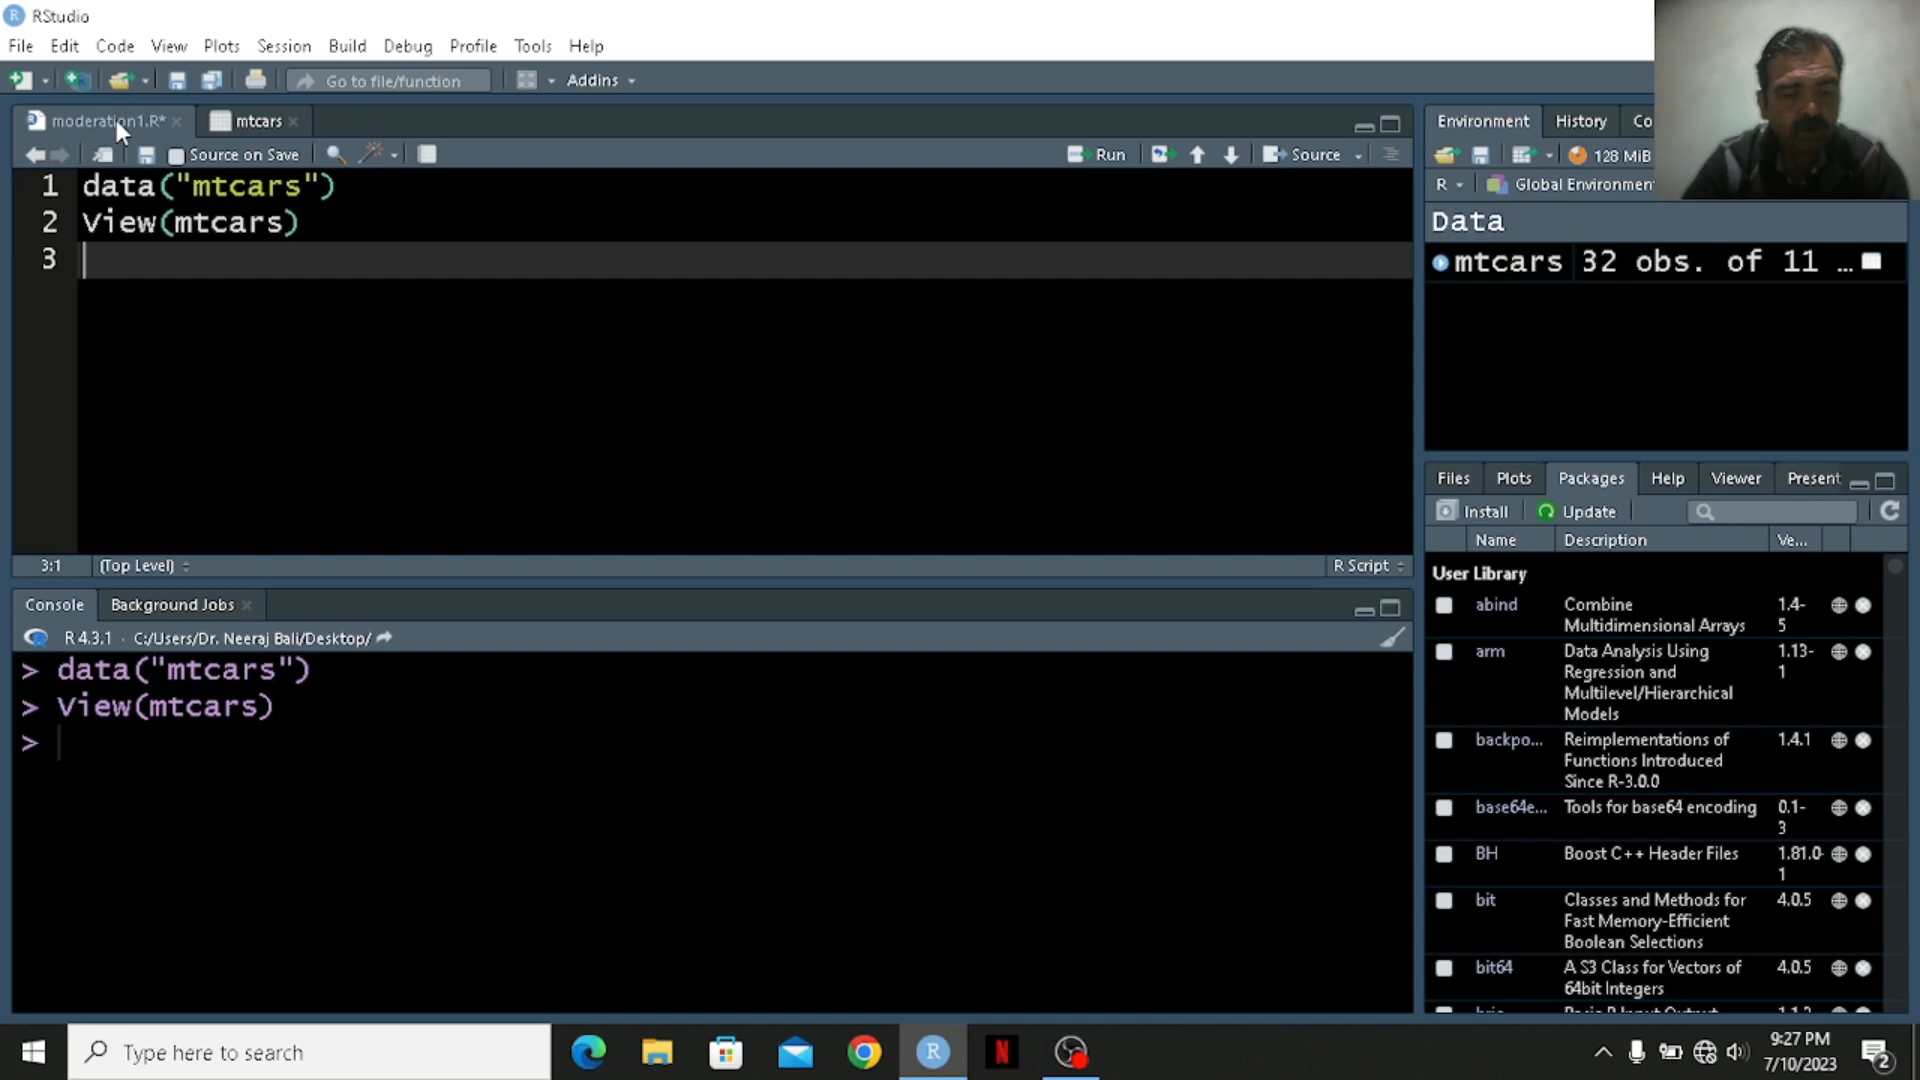 RStudio
File Edit Code View Plots Session Build Debug Profile Tools Help
Go to file/function Addins
moderation1.R* mtcars
Source on Save Run Source
1 data("mtcars")
2 View(mtcars)
3
3:1 (Top Level) R Script
Console Background Jobs
R 4.3.1 · C:/Users/Dr. Neeraj Bali/Desktop/
> data("mtcars")
> View(mtcars)
>
Environment History Co
128 MiB
R Global Environmen
Data
mtcars 32 obs. of 11 …
Files Plots Packages Help Viewer Present
Install Update
Name Description Ve...
User Library
abind Combine Multidimensional Arrays 1.4-5
arm Data Analysis Using Regression and Multilevel/Hierarchical Models 1.13-1
backpo... Reimplementations of Functions Introduced Since R-3.0.0 1.4.1
base64e... Tools for base64 encoding 0.1-3
BH Boost C++ Header Files 1.81.0-1
bit Classes and Methods for Fast Memory-Efficient Boolean Selections 4.0.5
bit64 A S3 Class for Vectors of 64bit Integers 4.0.5
Type here to search
9:27 PM
7/10/2023
2